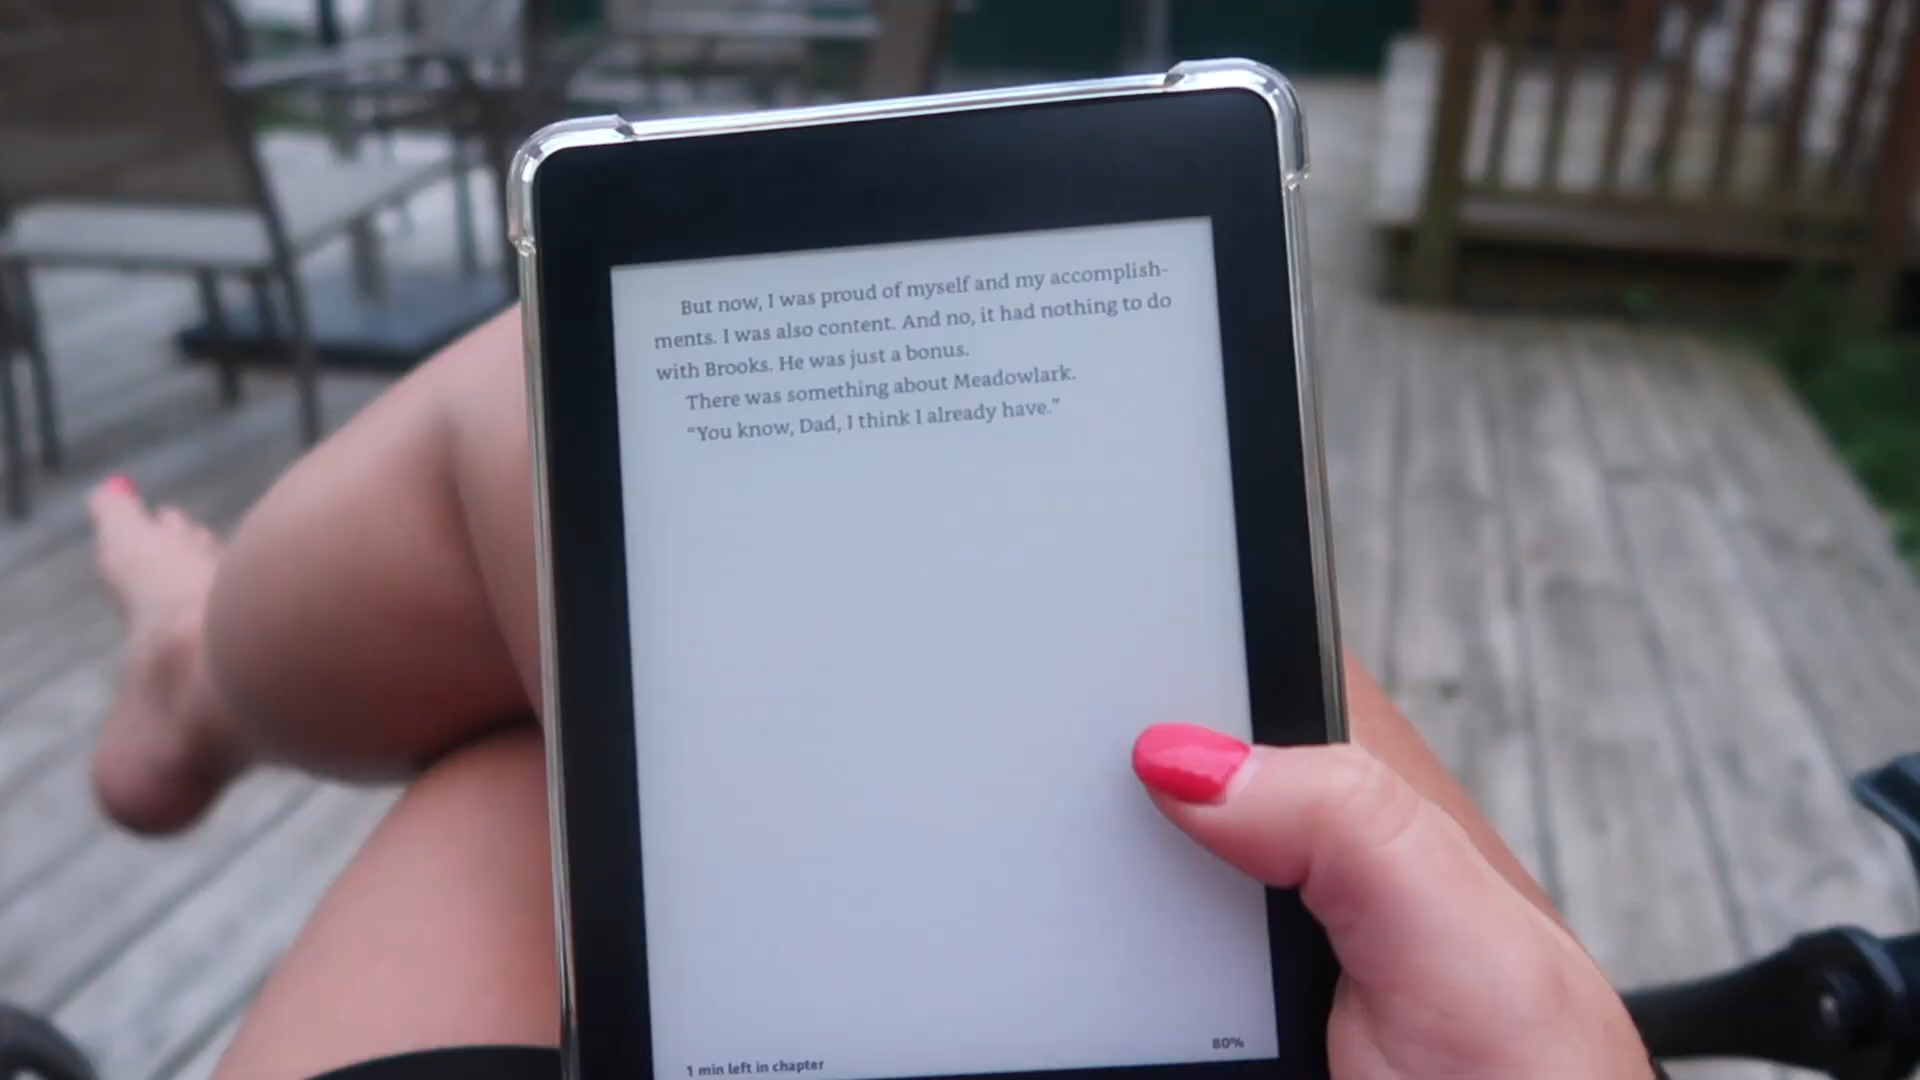 But now, I was proud of myself and my accomplish-
ments. I was also content. And no, it had nothing to do
with Brooks. He was just a bonus.
There was something about Meadowlark.
“You know, Dad, I think I already have.”
1 min left in chapter
80%